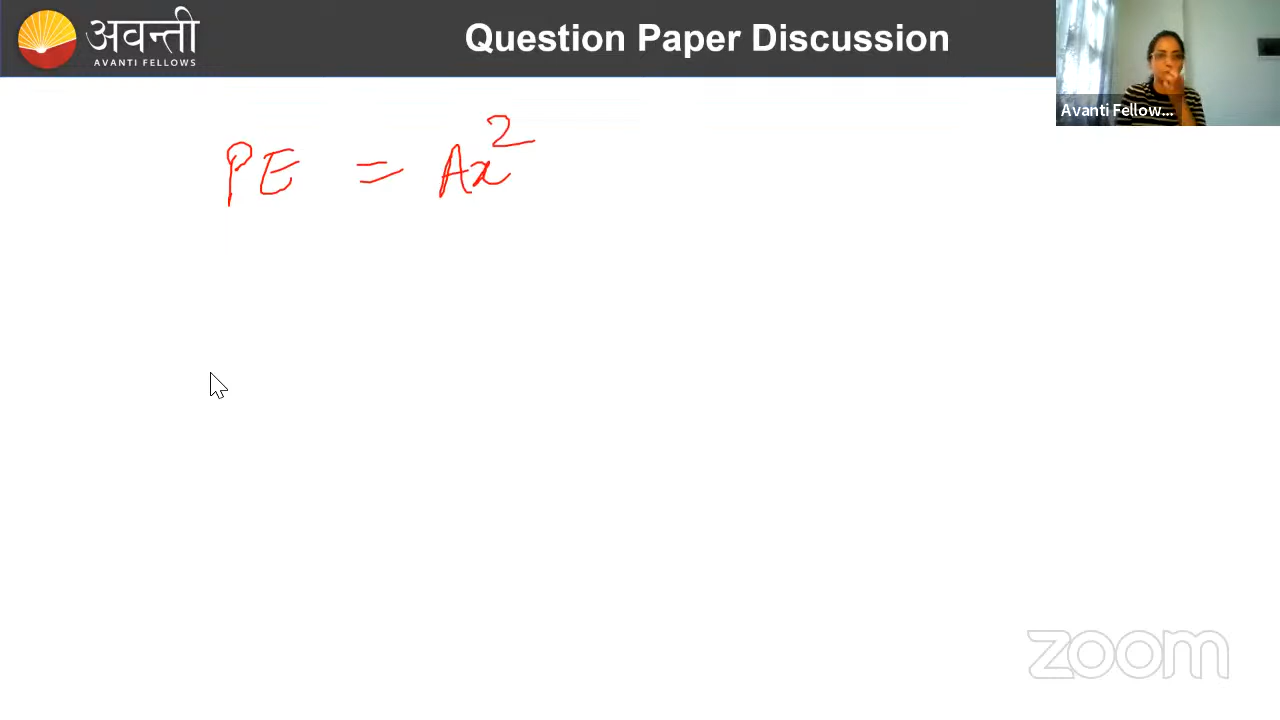 अवन्ती
AVANTI FELLOWS
Question Paper Discussion
Avanti Fellow...
PE = Ax²
zoom